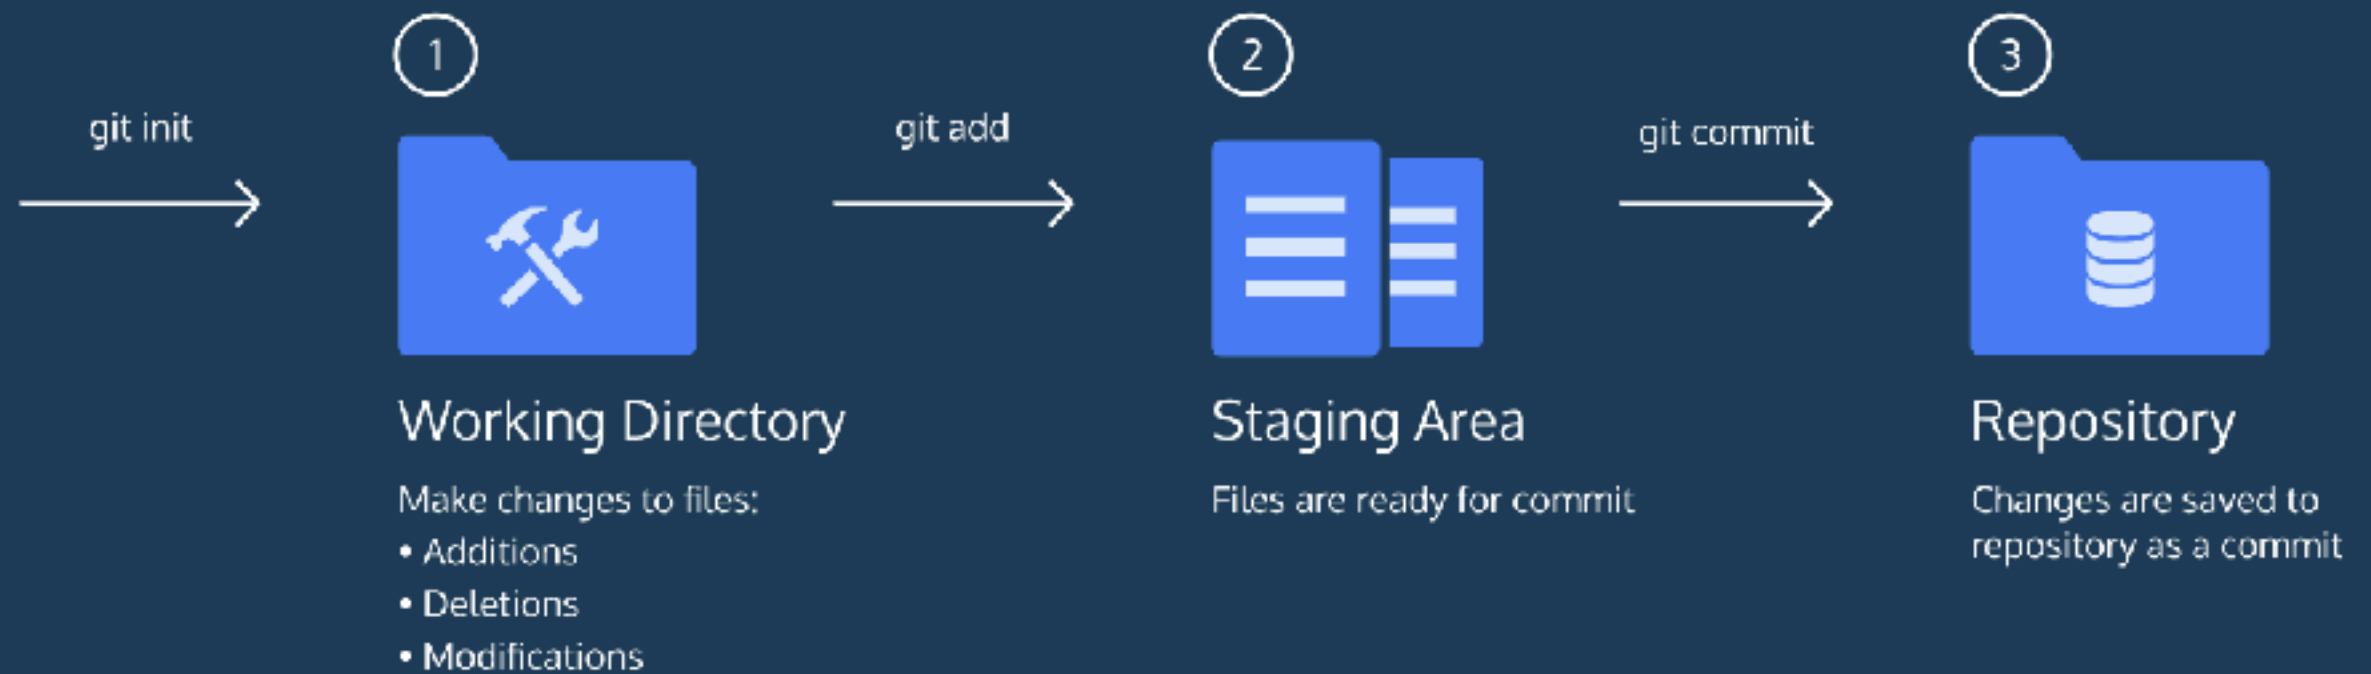 1
2
3
git init
git add
git commit
Working Directory
Make changes to files:
• Additions
• Deletions
• Modifications
Staging Area
Files are ready for commit
Repository
Changes are saved to
repository as a commit